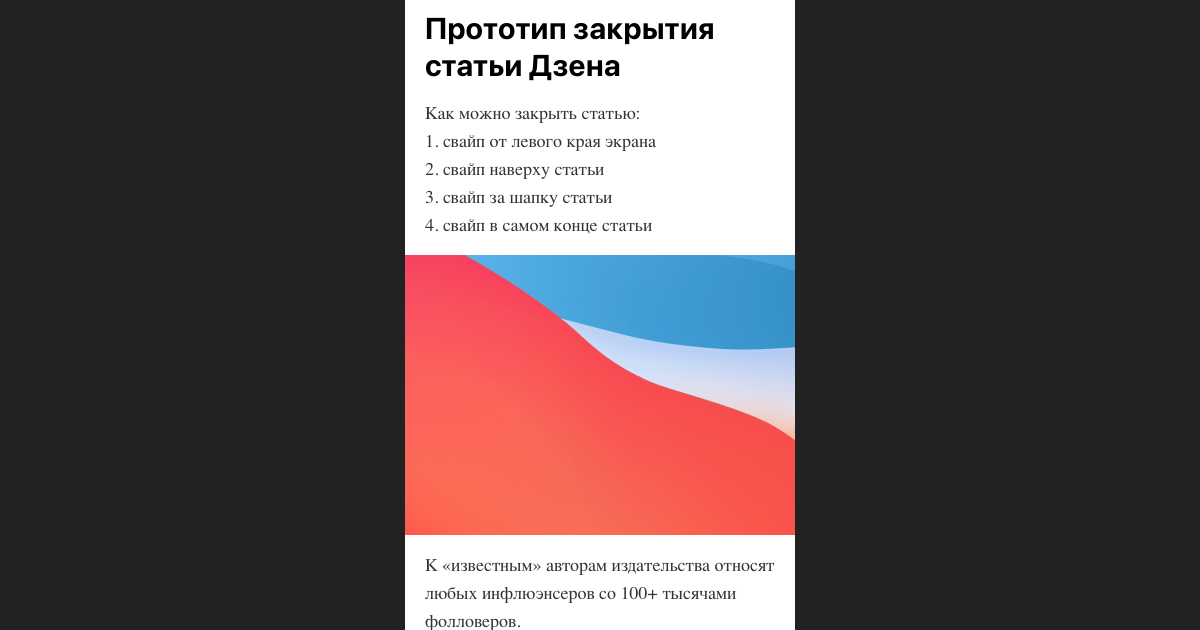 Прототип закрытия
статьи Дзена
Как можно закрыть статью:
1. свайп от левого края экрана
2. свайп наверху статьи
3. свайп за шапку статьи
4. свайп в самом конце статьи
К «известным» авторам издательства относят
любых инфлюэнсеров со 100+ тысячами
фолловеров.